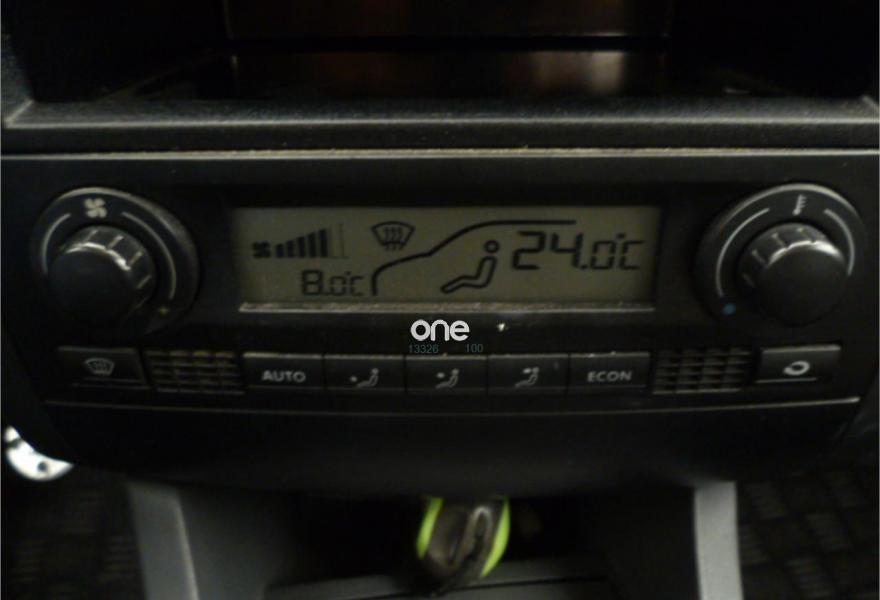 24.0°C
8.0°C
one
13326 100
AUTO
ECON